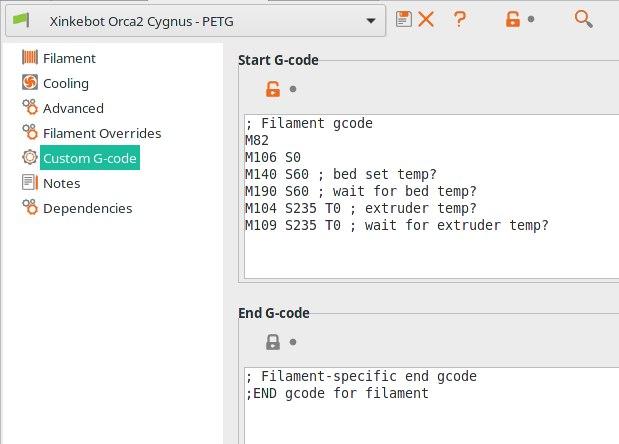 Xinkebot Orca2 Cygnus - PETG
Filament
Cooling
Advanced
Filament Overrides
Custom G-code
Notes
Dependencies
Start G-code
; Filament gcode
M82
M106 S0
M140 S60 ; bed set temp?
M190 S60 ; wait for bed temp?
M104 S235 T0 ; extruder temp?
M109 S235 T0 ; wait for extruder temp?
End G-code
; Filament-specific end gcode
;END gcode for filament